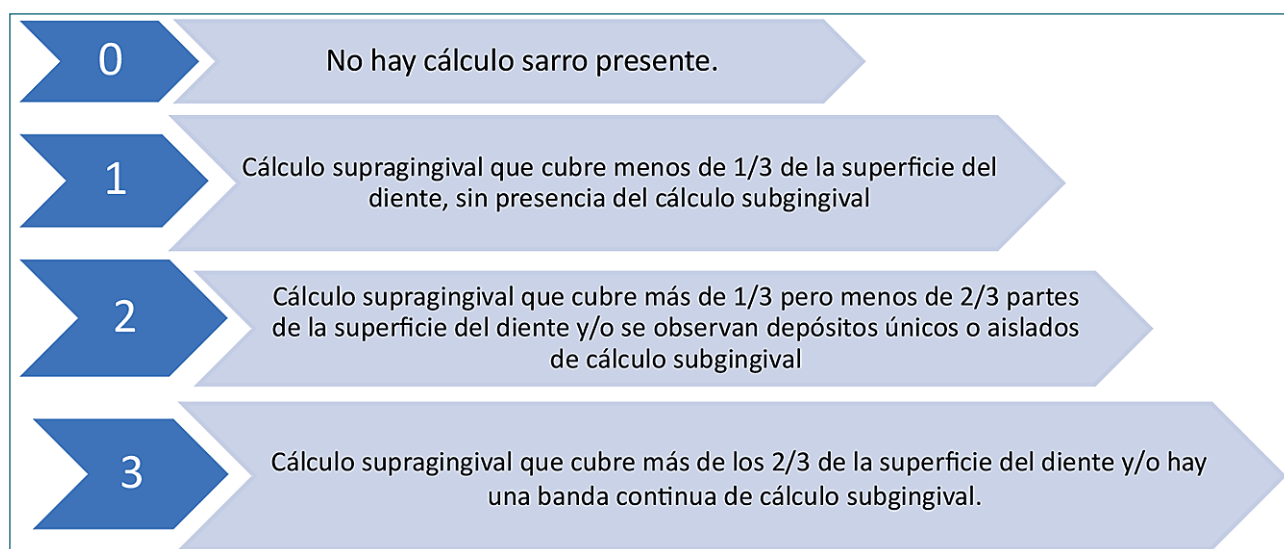 0
No hay cálculo sarro presente.
1
Cálculo supragingival que cubre menos de 1/3 de la superficie del
diente, sin presencia del cálculo subgingival
2
Cálculo supragingival que cubre más de 1/3 pero menos de 2/3 partes
de la superficie del diente y/o se observan depósitos únicos o aislados
de cálculo subgingival
3
Cálculo supragingival que cubre más de los 2/3 de la superficie del diente y/o hay
una banda continua de cálculo subgingival.